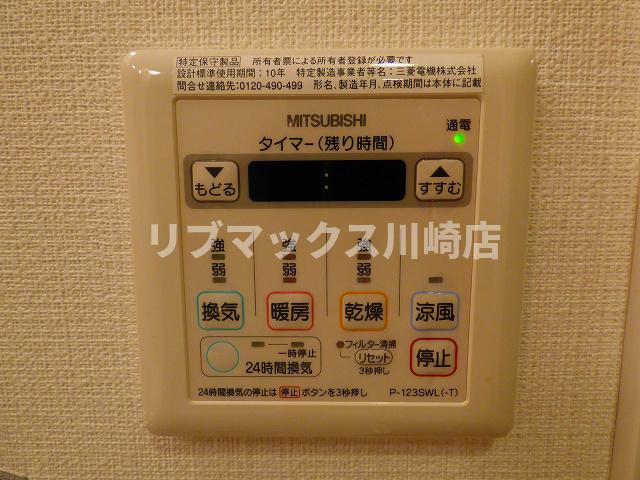 特定保守製品 所有者票による所有者登録が必要です
設計標準使用期間:10年 特定製造事業者等名:三菱電機株式会社
問合せ連絡先:0120-490-499 形名、製造年月、点検期間は本体に記載
MITSUBISHI
通電
タイマー(残り時間)
▼ もどる
:
▲ すすむ
リブマックス川崎店
強 強 強
弱 弱 弱
換気 暖房 乾燥 涼風
一時停止
24時間換気
フィルター清掃
リセット
3秒押し
停止
24時間換気の停止は 停止 ボタンを3秒押し P-123SWL(-T)